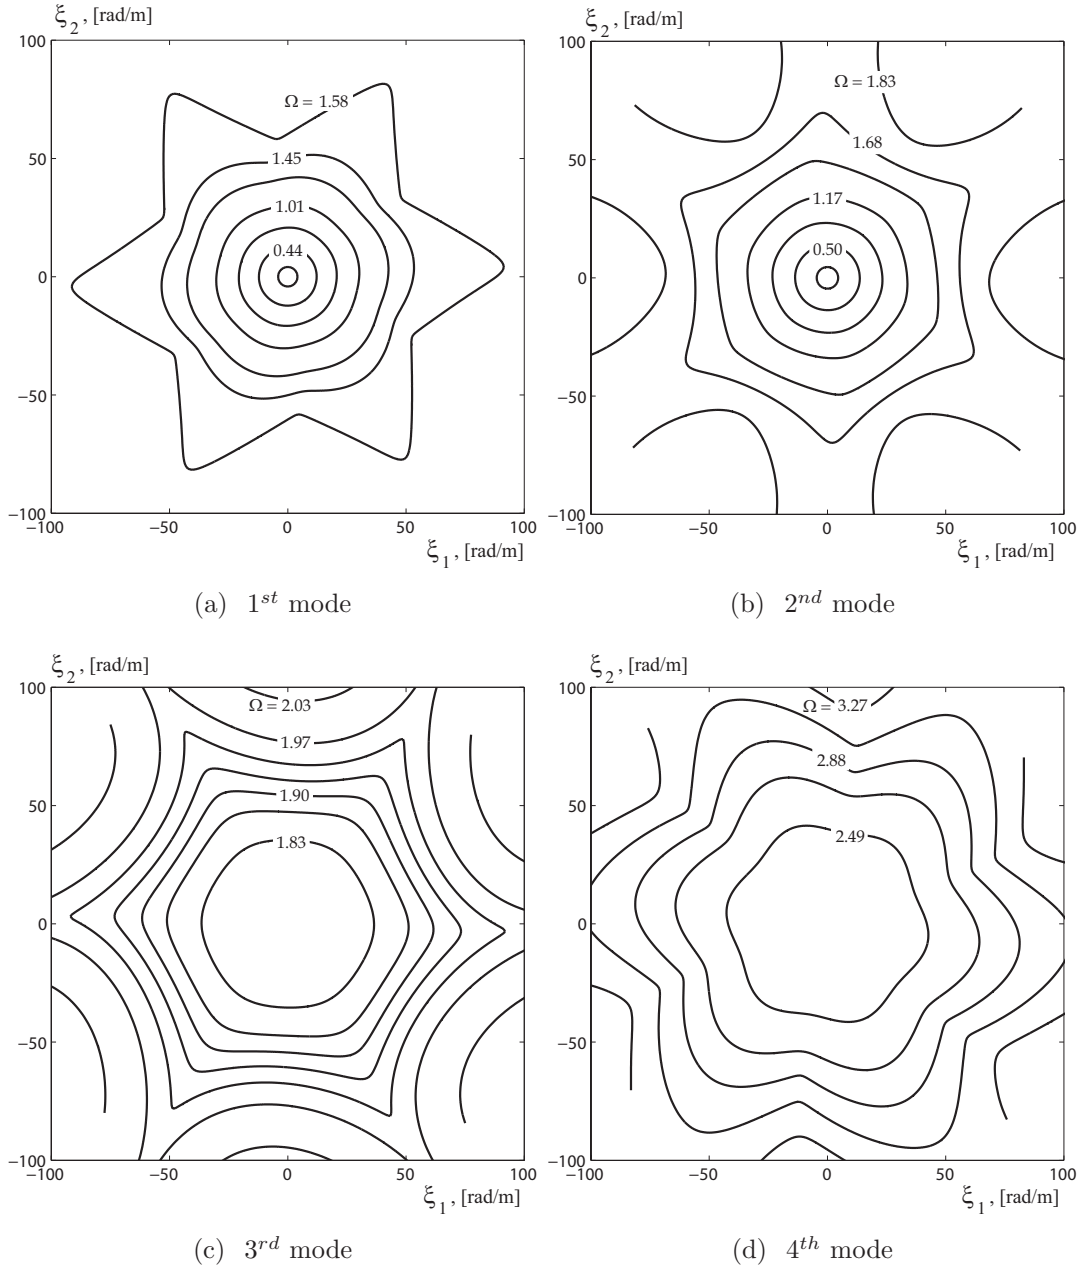 ξ2, [rad/m]
100
50
0
−50
−100
−100 −50 0 50 100
Ω = 1.58
1.45
1.01
0.44
ξ1, [rad/m]
(a) 1st mode
ξ2, [rad/m]
100
50
0
−50
−100
−100 −50 0 50 100
Ω = 1.83
1.68
1.17
0.50
ξ1, [rad/m]
(b) 2nd mode
ξ2, [rad/m]
100
50
0
−50
−100
−100 −50 0 50 100
Ω = 2.03
1.97
1.90
1.83
ξ1, [rad/m]
(c) 3rd mode
ξ2, [rad/m]
100
50
0
−50
−100
−100 −50 0 50 100
Ω = 3.27
2.88
2.49
ξ1, [rad/m]
(d) 4th mode